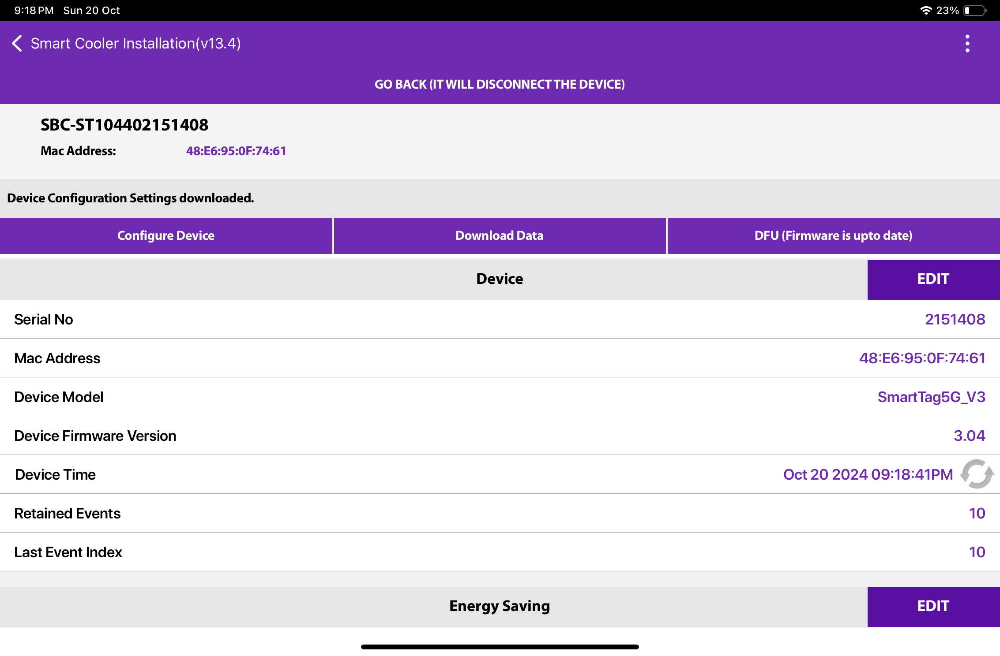 9:18 PM Sun 20 Oct 23%
Smart Cooler Installation(v13.4)
GO BACK (IT WILL DISCONNECT THE DEVICE)
SBC-ST104402151408
Mac Address: 48:E6:95:0F:74:61
Device Configuration Settings downloaded.
Configure Device Download Data DFU (Firmware is upto date)
Device EDIT
Serial No 2151408
Mac Address 48:E6:95:0F:74:61
Device Model SmartTag5G_V3
Device Firmware Version 3.04
Device Time Oct 20 2024 09:18:41PM
Retained Events 10
Last Event Index 10
Energy Saving EDIT